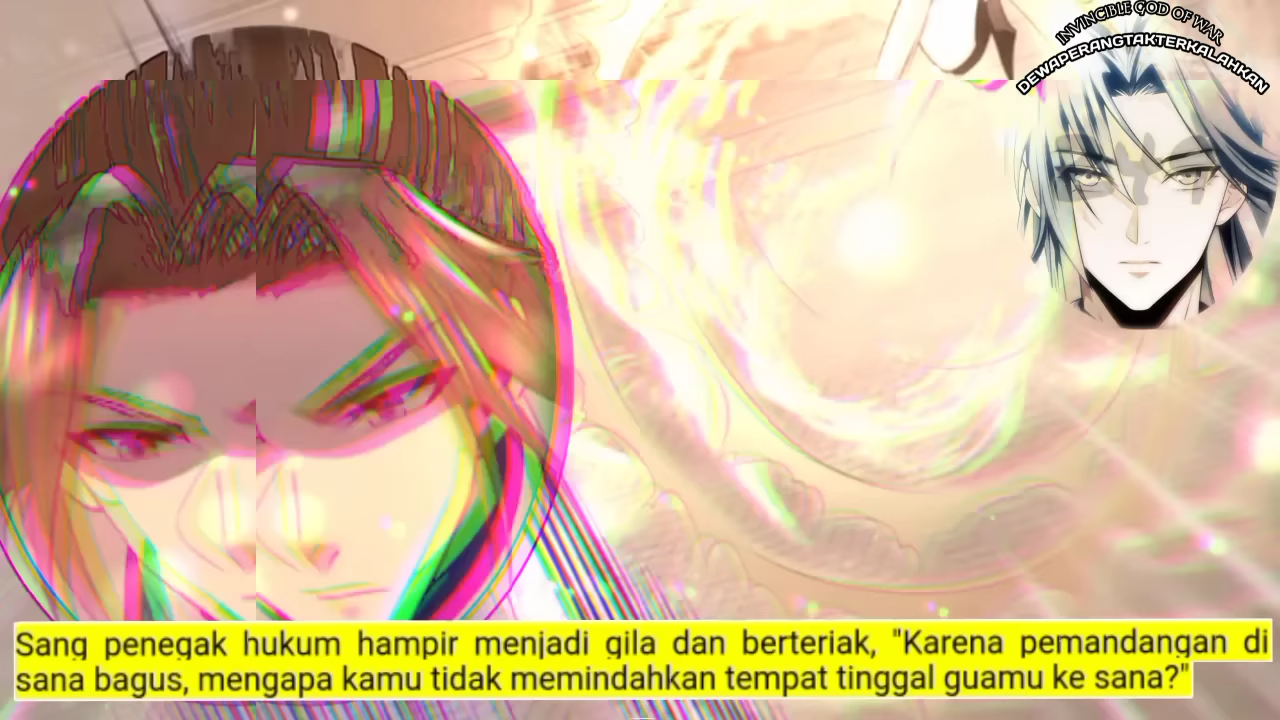 INVINCIBLE GOD OF WAR
DEWAPERANGTAKTERKALAHKAN
Sang penegak hukum hampir menjadi gila dan berteriak, "Karena pemandangan di
sana bagus, mengapa kamu tidak memindahkan tempat tinggal guamu ke sana?"